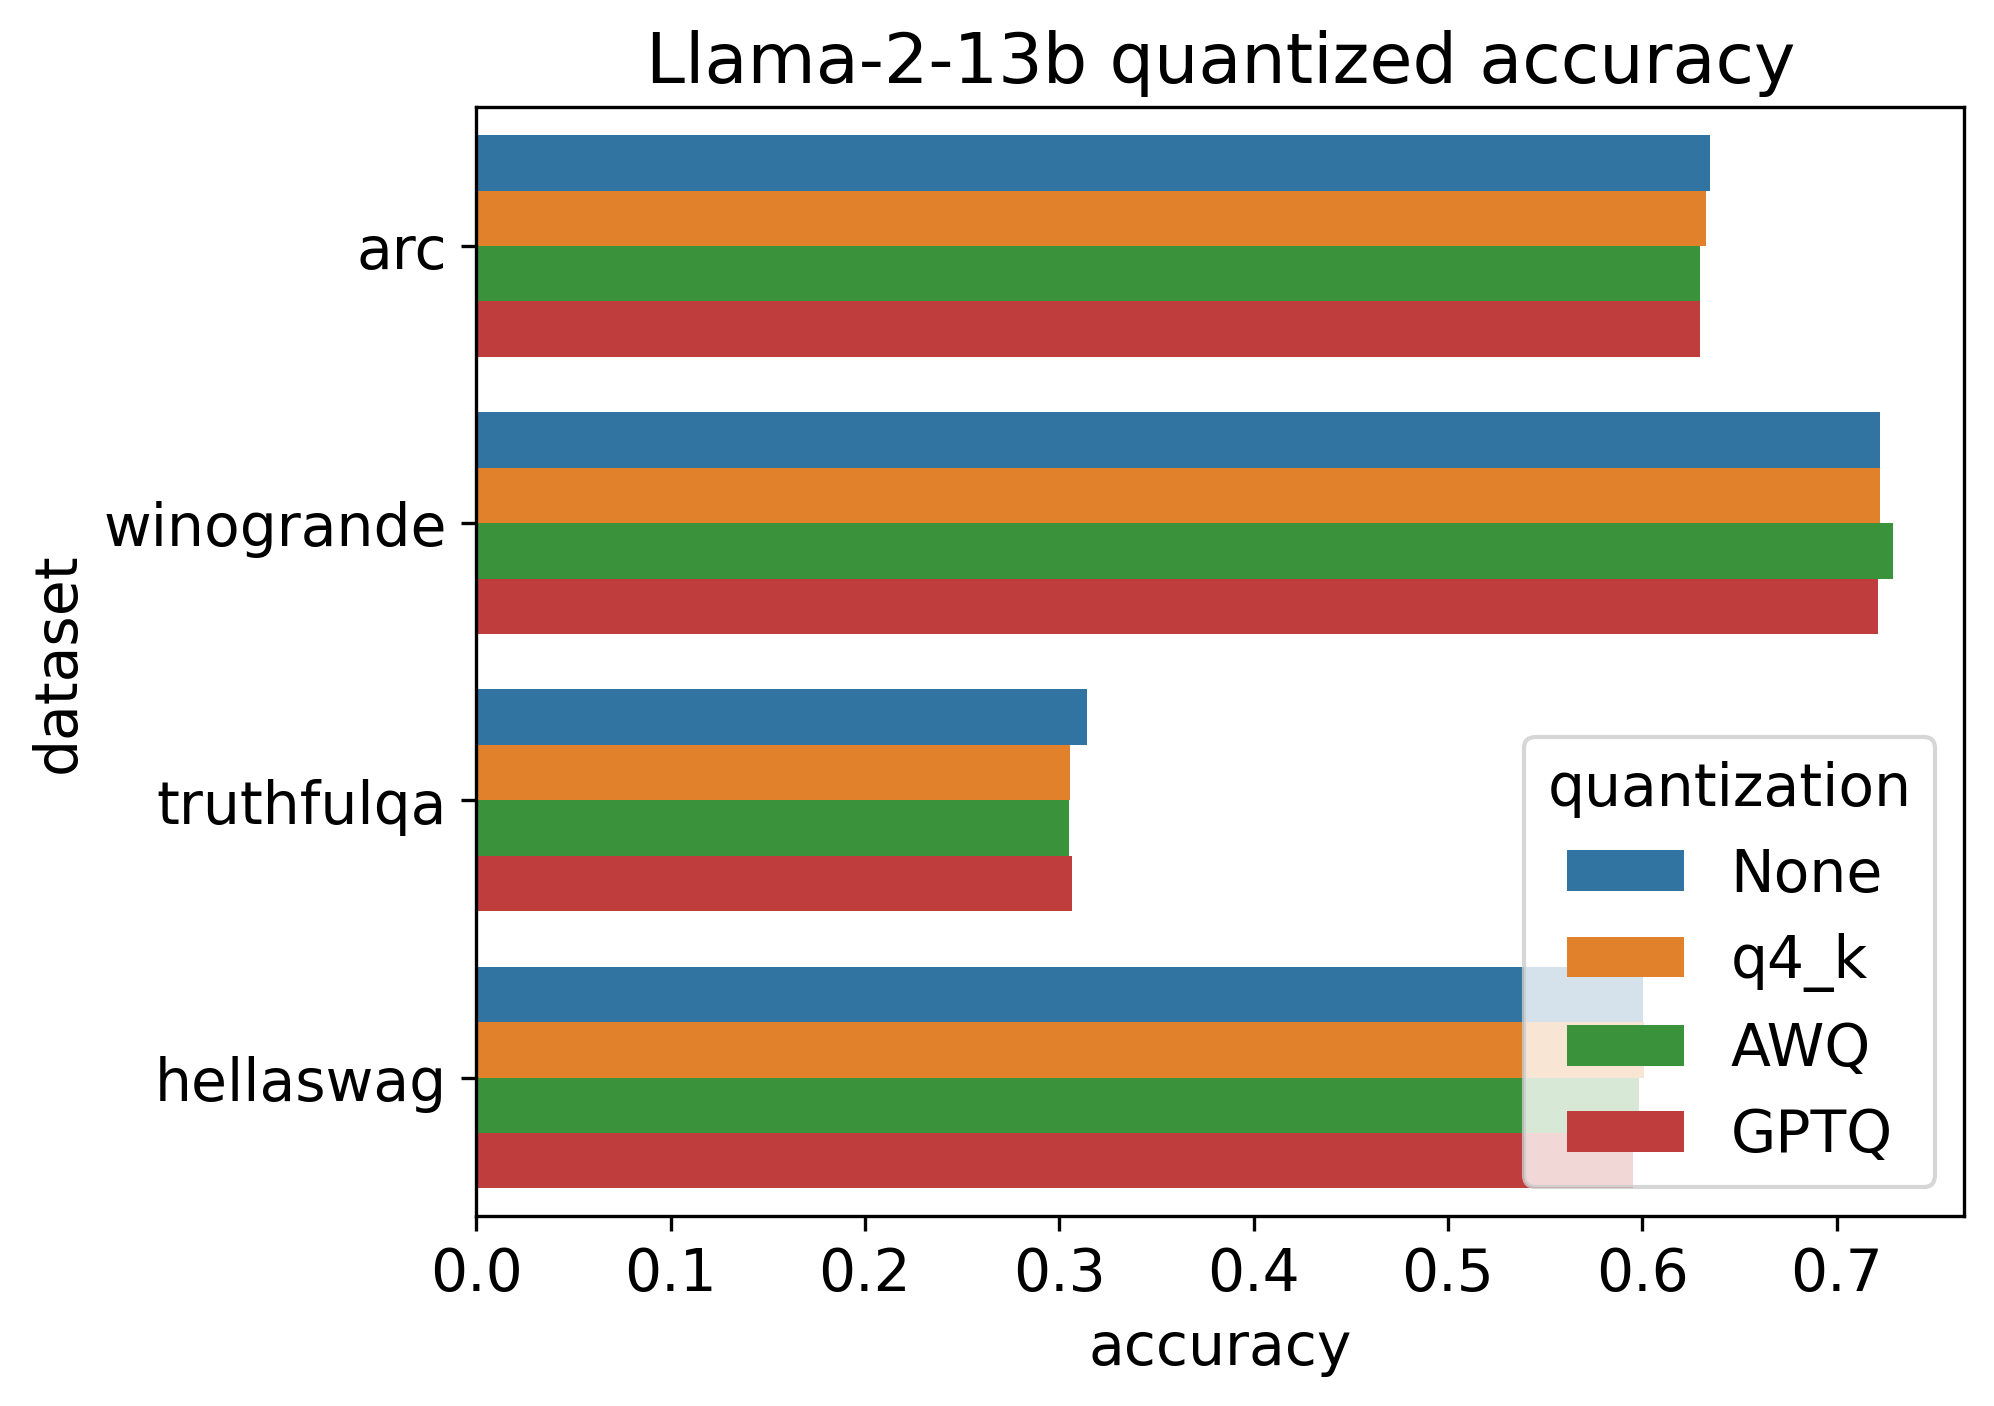 Llama-2-13b quantized accuracy
dataset
arc
winogrande
truthfulqa
hellaswag
quantization
None
q4_k
AWQ
GPTQ
0.0 0.1 0.2 0.3 0.4 0.5 0.6 0.7
accuracy